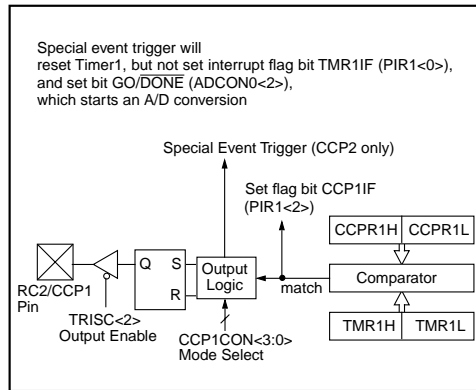 Special event trigger will
reset Timer1, but not set interrupt flag bit TMR1IF (PIR1<0>),
and set bit GO/DONE (ADCON0<2>),
which starts an A/D conversion
Special Event Trigger (CCP2 only)
Set flag bit CCP1IF
(PIR1<2>)
CCPR1H CCPR1L
Q S Output
Logic
R
match
Comparator
RC2/CCP1
Pin
TRISC<2>
Output Enable
CCP1CON<3:0>
Mode Select
TMR1H TMR1L